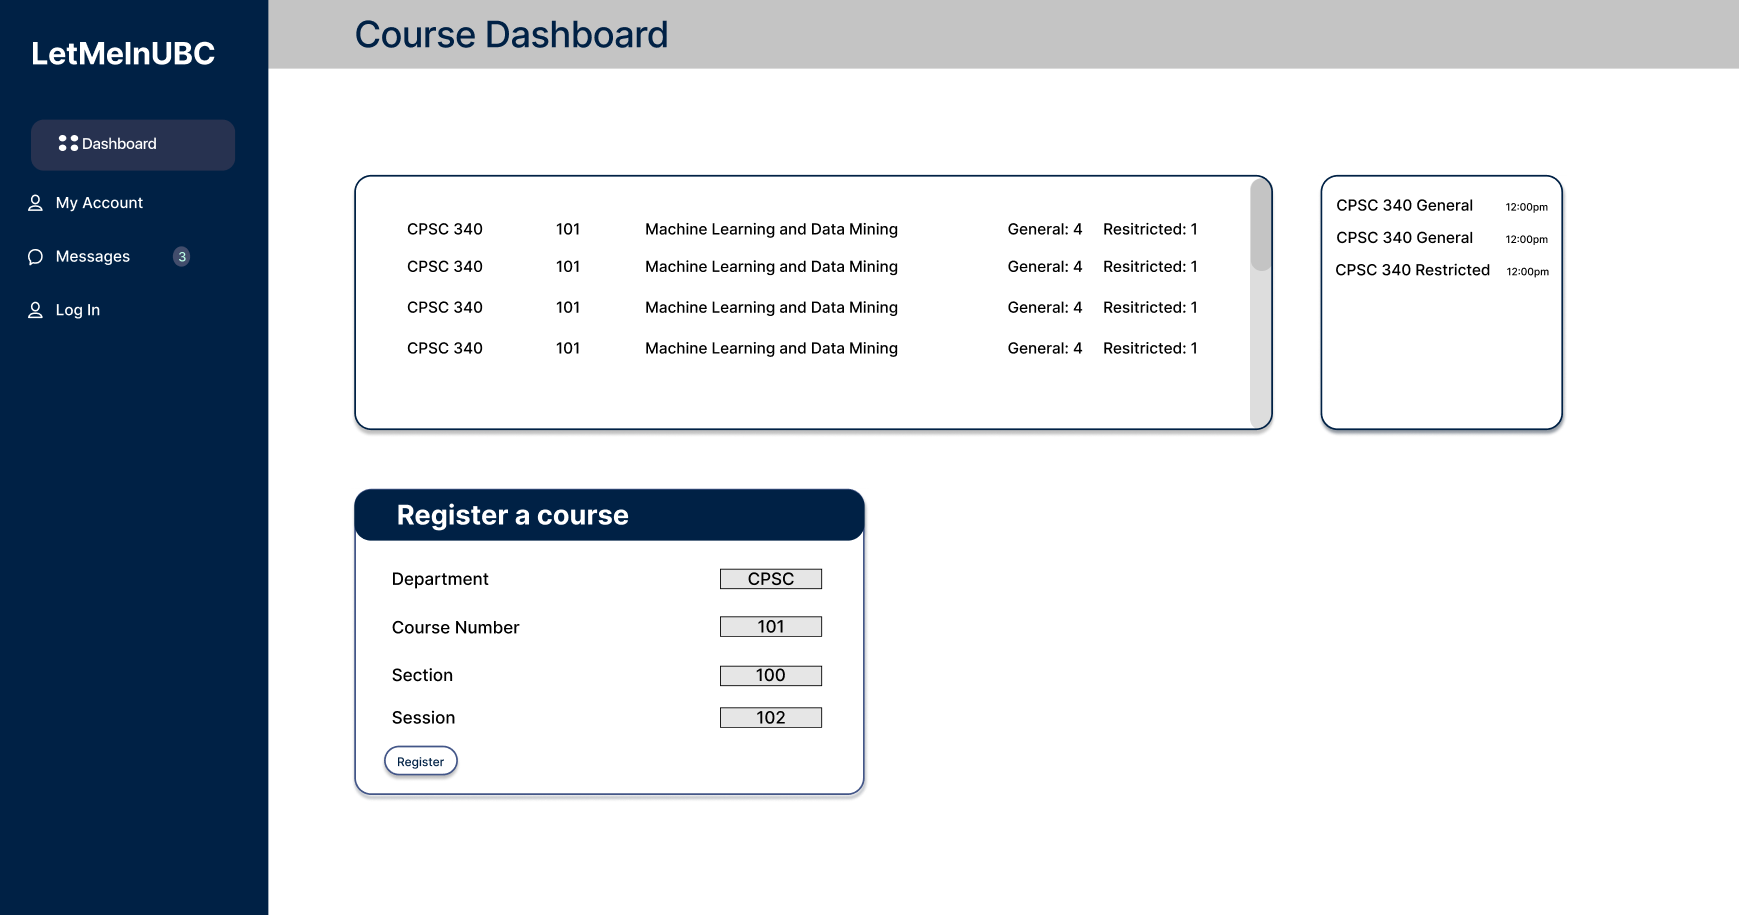 LetMeInUBC
Dashboard
My Account
Messages 3
Log In
Course Dashboard
CPSC 340 101 Machine Learning and Data Mining General: 4 Resitricted: 1
CPSC 340 101 Machine Learning and Data Mining General: 4 Resitricted: 1
CPSC 340 101 Machine Learning and Data Mining General: 4 Resitricted: 1
CPSC 340 101 Machine Learning and Data Mining General: 4 Resitricted: 1
CPSC 340 General 12:00pm
CPSC 340 General 12:00pm
CPSC 340 Restricted 12:00pm
Register a course
Department CPSC
Course Number 101
Section 100
Session 102
Register